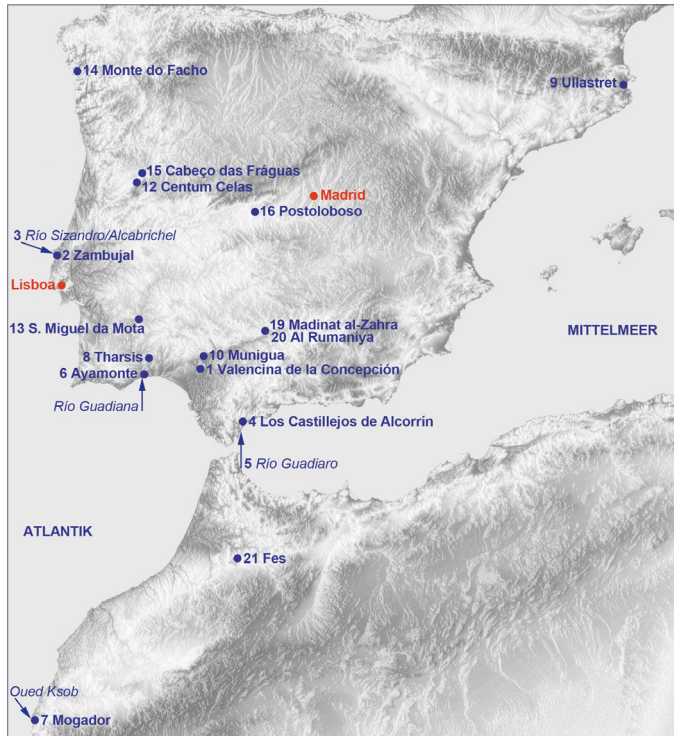 14 Monte do Facho
9 Ullastret
15 Cabeço das Fráguas
12 Centum Celas
Madrid
16 Postoloboso
3 Río Sizandro/Alcabrichel
2 Zambujal
Lisboa
13 S. Miguel da Mota
19 Madinat al-Zahra
20 Al Rumaniya
MITTELMEER
8 Tharsis
10 Munigua
6 Ayamonte
1 Valencina de la Concepción
Río Guadiana
4 Los Castillejos de Alcorrín
5 Río Guadiaro
ATLANTIK
21 Fes
Oued Ksob
7 Mogador